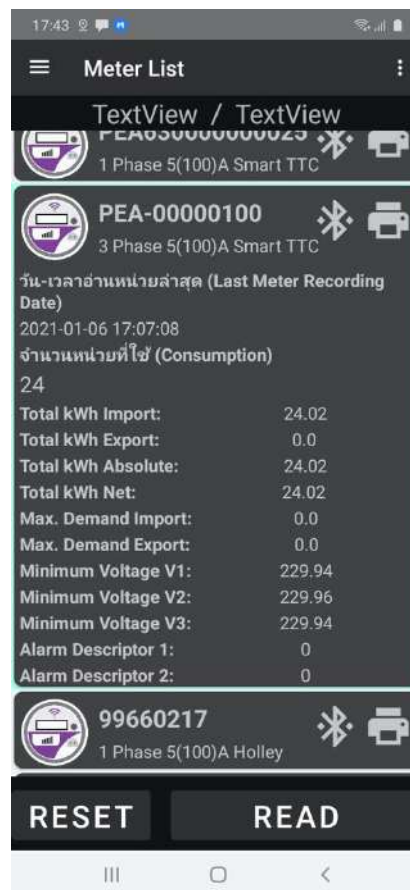 17:43
Meter List
TextView / TextView
PEA630000000025
1 Phase 5(100)A Smart TTC
PEA-00000100
3 Phase 5(100)A Smart TTC
วัน-เวลาอ่านหน่วยล่าสุด (Last Meter Recording
Date)
2021-01-06 17:07:08
จำนวนหน่วยที่ใช้ (Consumption)
24
Total kWh Import: 24.02
Total kWh Export: 0.0
Total kWh Absolute: 24.02
Total kWh Net: 24.02
Max. Demand Import: 0.0
Max. Demand Export: 0.0
Minimum Voltage V1: 229.94
Minimum Voltage V2: 229.96
Minimum Voltage V3: 229.94
Alarm Descriptor 1: 0
Alarm Descriptor 2: 0
99660217
1 Phase 5(100)A Holley
RESET READ